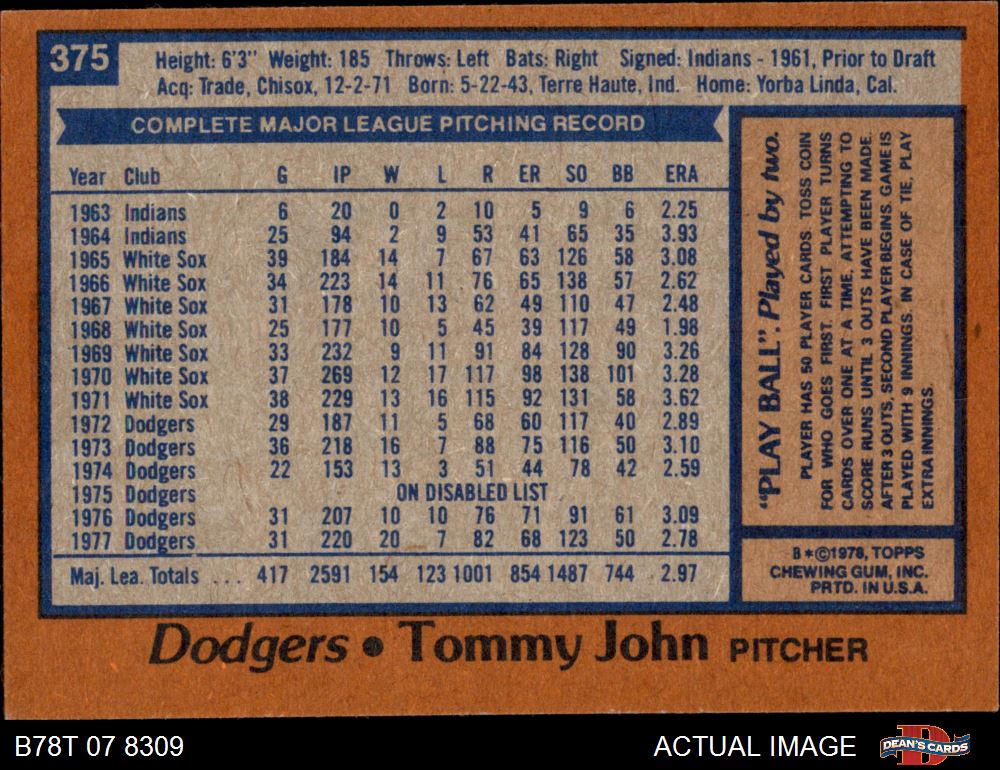 375
Height: 6'3" Weight: 185 Throws: Left Bats: Right Signed: Indians - 1961, Prior to Draft
Acq: Trade, Chisox, 12-2-71 Born: 5-22-43, Terre Haute, Ind. Home: Yorba Linda, Cal.
COMPLETE MAJOR LEAGUE PITCHING RECORD
Year Club G IP W L R ER SO BB ERA
1963 Indians 6 20 0 2 10 5 9 6 2.25
1964 Indians 25 94 2 9 53 41 65 35 3.93
1965 White Sox 39 184 14 7 67 63 126 58 3.08
1966 White Sox 34 223 14 11 76 65 138 57 2.62
1967 White Sox 31 178 10 13 62 49 110 47 2.48
1968 White Sox 25 177 10 5 45 39 117 49 1.98
1969 White Sox 33 232 9 11 91 84 128 90 3.26
1970 White Sox 37 269 12 17 117 98 138 101 3.28
1971 White Sox 38 229 13 16 115 92 131 58 3.62
1972 Dodgers 29 187 11 5 68 60 117 40 2.89
1973 Dodgers 36 218 16 7 88 75 116 50 3.10
1974 Dodgers 22 153 13 3 51 44 78 42 2.59
1975 Dodgers ON DISABLED LIST
1976 Dodgers 31 207 10 10 76 71 91 61 3.09
1977 Dodgers 31 220 20 7 82 68 123 50 2.78
Maj. Lea. Totals ... 417 2591 154 123 1001 854 1487 744 2.97
"PLAY BALL". Played by two.
PLAYER HAS 50 PLAYER CARDS. TOSS COIN
FOR WHO GOES FIRST. FIRST PLAYER TURNS
CARDS OVER ONE AT A TIME, ATTEMPTING TO
SCORE RUNS UNTIL 3 OUTS HAVE BEEN MADE.
AFTER 3 OUTS, SECOND PLAYER BEGINS. GAME IS
PLAYED WITH 9 INNINGS. IN CASE OF TIE, PLAY
EXTRA INNINGS.
B*©1978, TOPPS
CHEWING GUM, INC.
PRTD. IN U.S.A.
Dodgers • Tommy John PITCHER
B78T 07 8309
ACTUAL IMAGE
D
DEAN'S CARDS